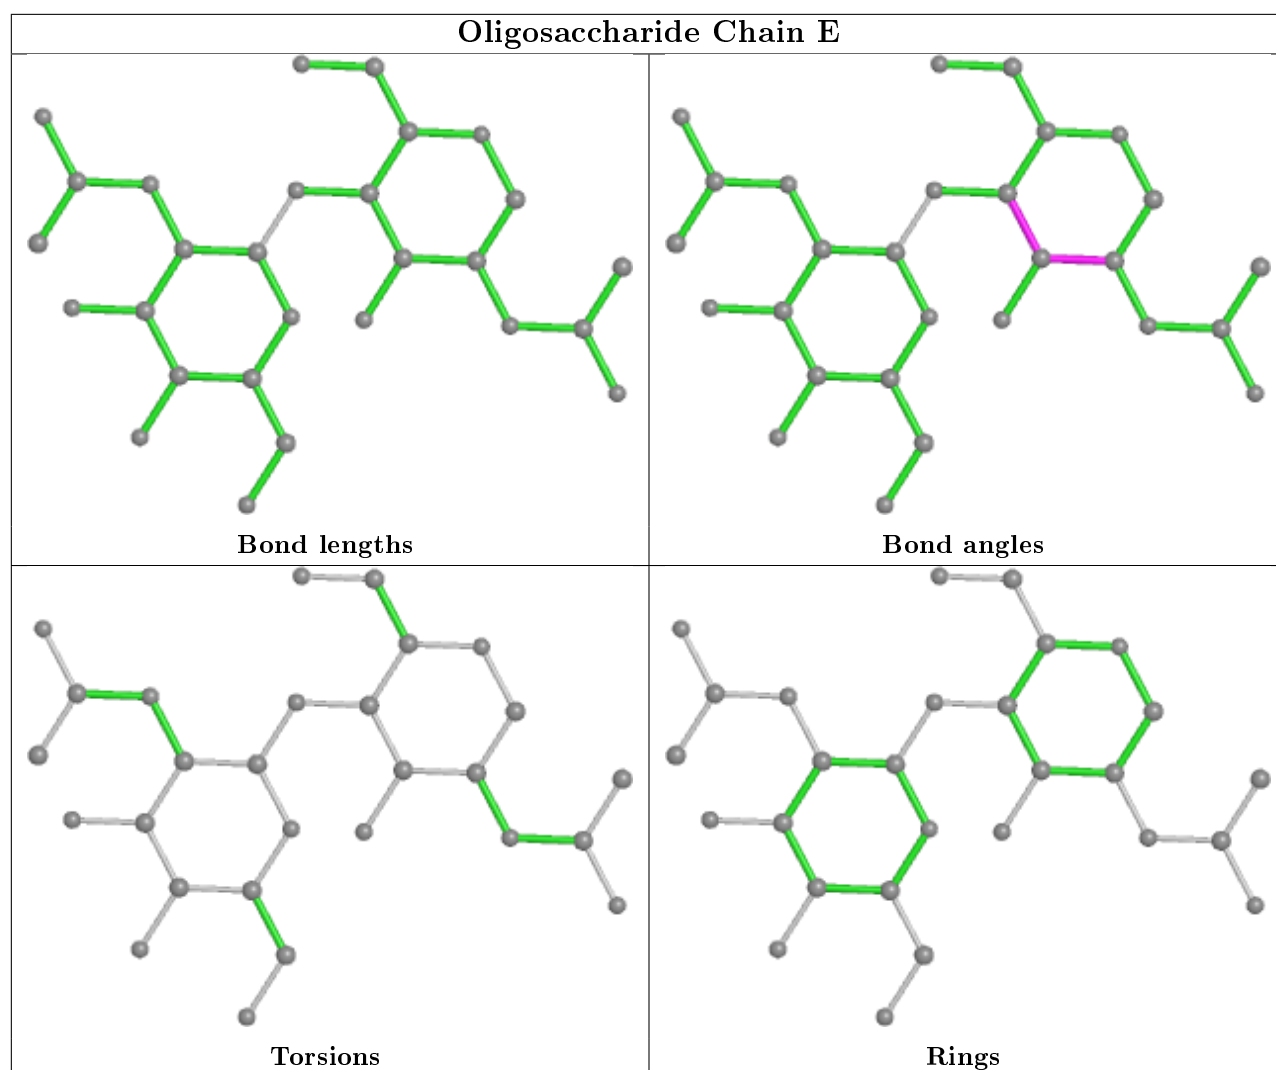 Oligosaccharide Chain E
Bond lengths
Bond angles
Torsions
Rings